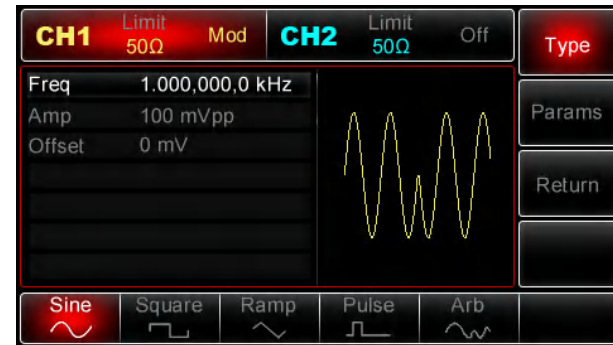 CH1 Limit 50Ω Mod CH2 Limit 50Ω Off
Type
Freq 1.000,000,0 kHz
Amp 100 mVpp
Offset 0 mV
Params
Return
Sine Square Ramp Pulse Arb